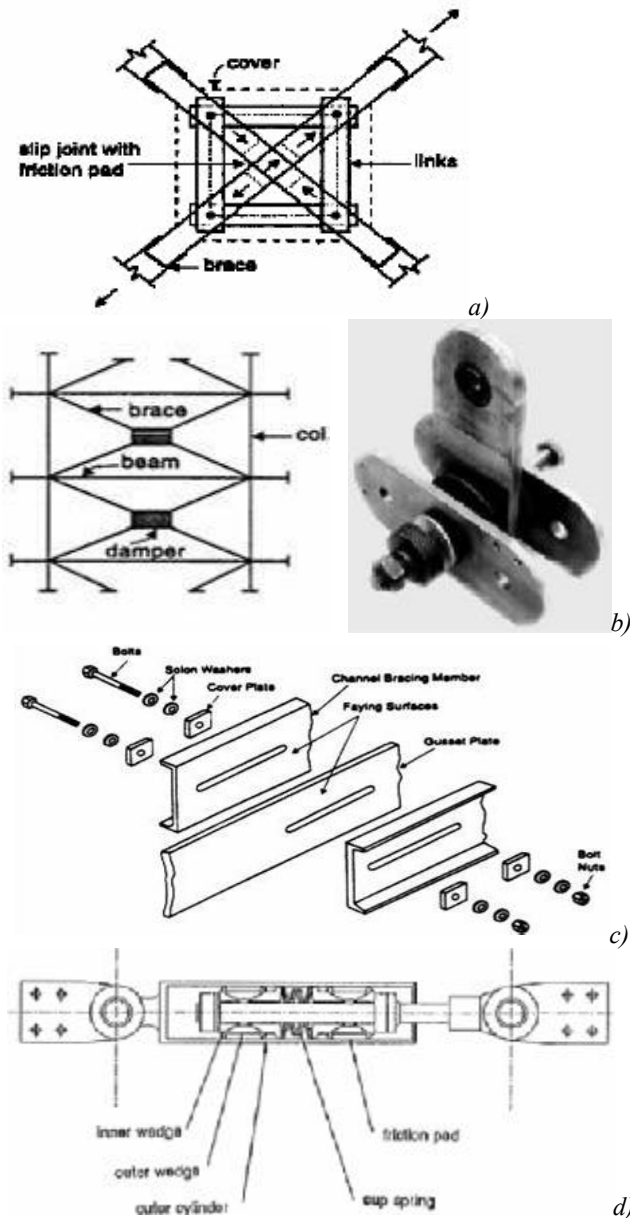 cover
slip joint with
friction pad
links
brace
a)
brace
col.
beam
damper
b)
Bolts
Solon Washers
Cover Plate
Channel Bracing Member
Faying Surfaces
Gusset Plate
Bolt
Nuts
c)
inner wedge
outer wedge
outer cylinder
friction pad
cup spring
d)